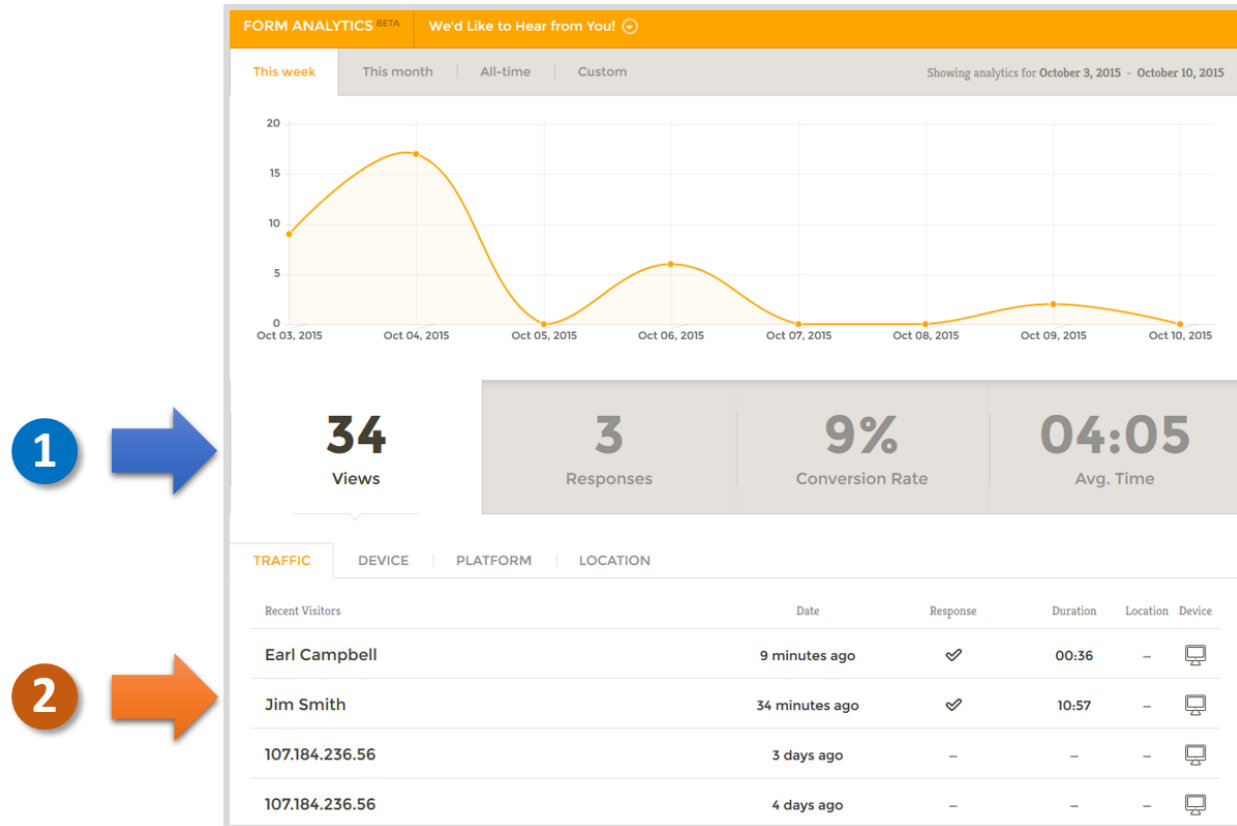 FORM ANALYTICS BETA We'd Like to Hear from You!
This week This month All-time Custom Showing analytics for October 3, 2015 - October 10, 2015
20
15
10
5
0
Oct 03, 2015 Oct 04, 2015 Oct 05, 2015 Oct 06, 2015 Oct 07, 2015 Oct 08, 2015 Oct 09, 2015 Oct 10, 2015
1
34 3 9% 04:05
Views Responses Conversion Rate Avg. Time
TRAFFIC DEVICE PLATFORM LOCATION
Recent Visitors Date Response Duration Location Device
Earl Campbell 9 minutes ago 00:36 –
2
Jim Smith 34 minutes ago 10:57 –
107.184.236.56 3 days ago – – –
107.184.236.56 4 days ago – – –